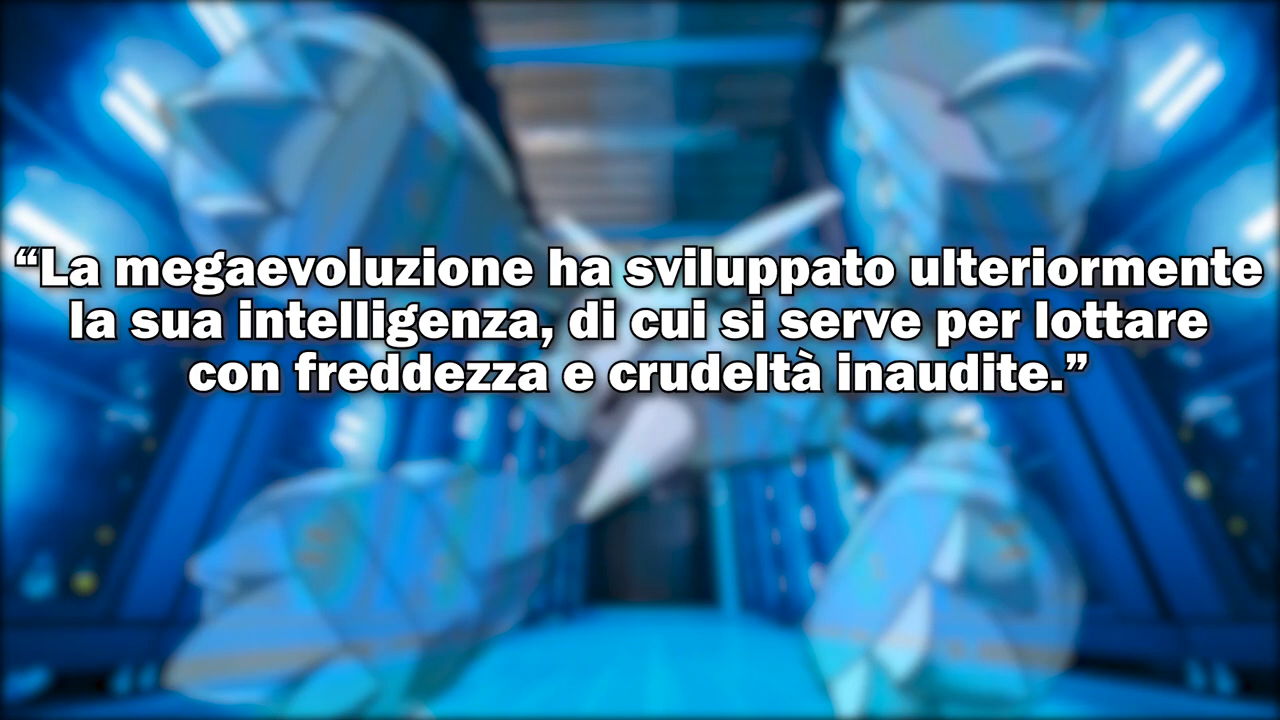 “La megaevoluzione ha sviluppato ulteriormente
la sua intelligenza, di cui si serve per lottare
con freddezza e crudeltà inaudite.”